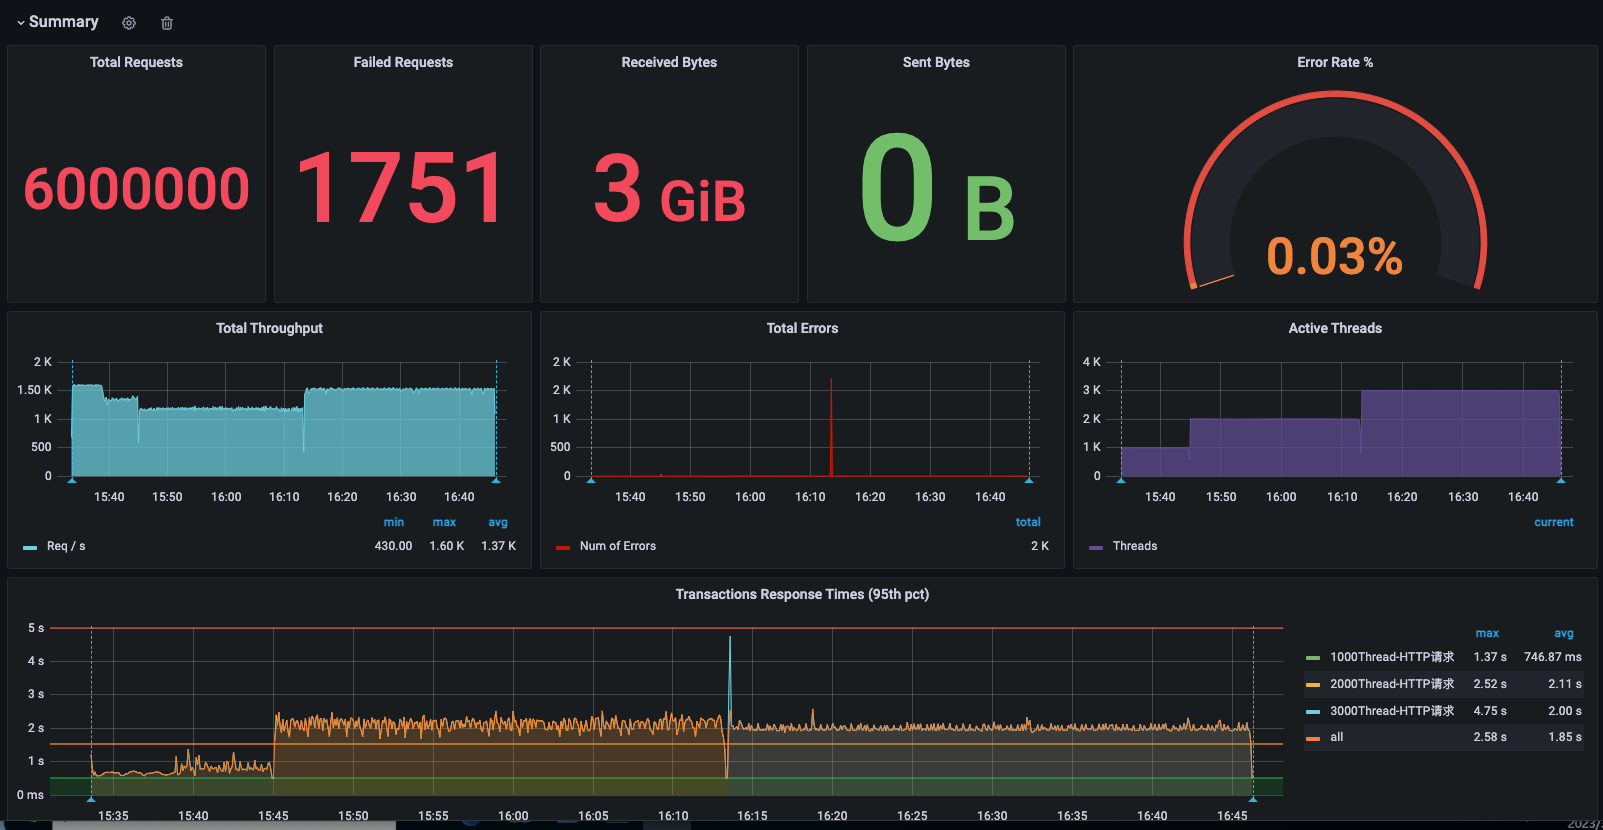 Summary
Total Requests
Failed Requests
Received Bytes
Sent Bytes
Error Rate %
6000000
1751
3 GiB
0 B
0.03%
Total Throughput
2 K
1.50 K
1 K
500
0
15:40 15:50 16:00 16:10 16:20 16:30 16:40
min max avg
Req / s 430.00 1.60 K 1.37 K
Total Errors
2 K
2 K
1 K
500
0
15:40 15:50 16:00 16:10 16:20 16:30 16:40
total
Num of Errors 2 K
Active Threads
4 K
3 K
2 K
1 K
0
15:40 15:50 16:00 16:10 16:20 16:30 16:40
current
Threads
Transactions Response Times (95th pct)
5 s
4 s
3 s
2 s
1 s
0 ms
15:35 15:40 15:45 15:50 15:55 16:00 16:05 16:10 16:15 16:20 16:25 16:30 16:35 16:40 16:45
max avg
1000Thread-HTTP请求 1.37 s 746.87 ms
2000Thread-HTTP请求 2.52 s 2.11 s
3000Thread-HTTP请求 4.75 s 2.00 s
all 2.58 s 1.85 s